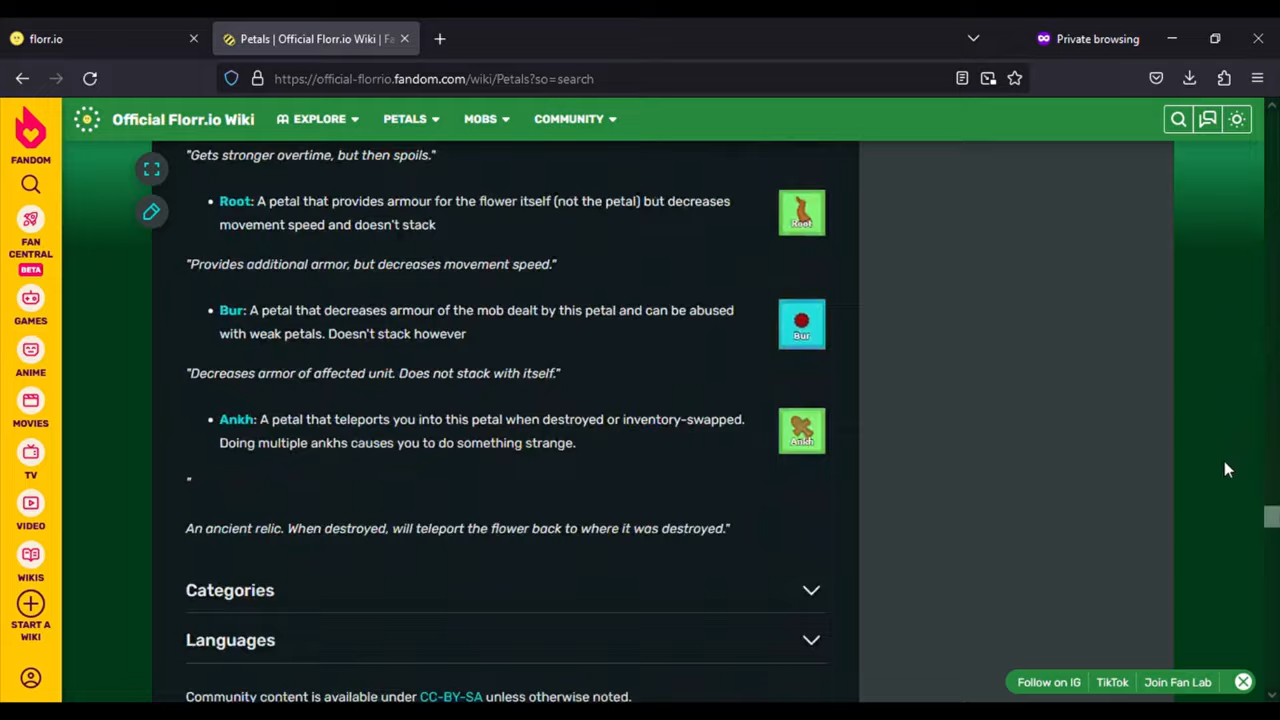 florr.io
Petals | Official Florr.io Wiki | Fa
Private browsing
https://official-florrio.fandom.com/wiki/Petals?so=search
Official Florr.io Wiki
EXPLORE
PETALS
MOBS
COMMUNITY
FANDOM
FAN
CENTRAL
BETA
GAMES
ANIME
MOVIES
TV
VIDEO
WIKIS
START A
WIKI
"Gets stronger overtime, but then spoils."
• Root: A petal that provides armour for the flower itself (not the petal) but decreases
movement speed and doesn't stack
Root
"Provides additional armor, but decreases movement speed."
• Bur: A petal that decreases armour of the mob dealt by this petal and can be abused
with weak petals. Doesn't stack however
Bur
"Decreases armor of affected unit. Does not stack with itself."
• Ankh: A petal that teleports you into this petal when destroyed or inventory-swapped.
Doing multiple ankhs causes you to do something strange.
Ankh
"
An ancient relic. When destroyed, will teleport the flower back to where it was destroyed."
Categories
Languages
Community content is available under CC-BY-SA unless otherwise noted.
Follow on IG
TikTok
Join Fan Lab